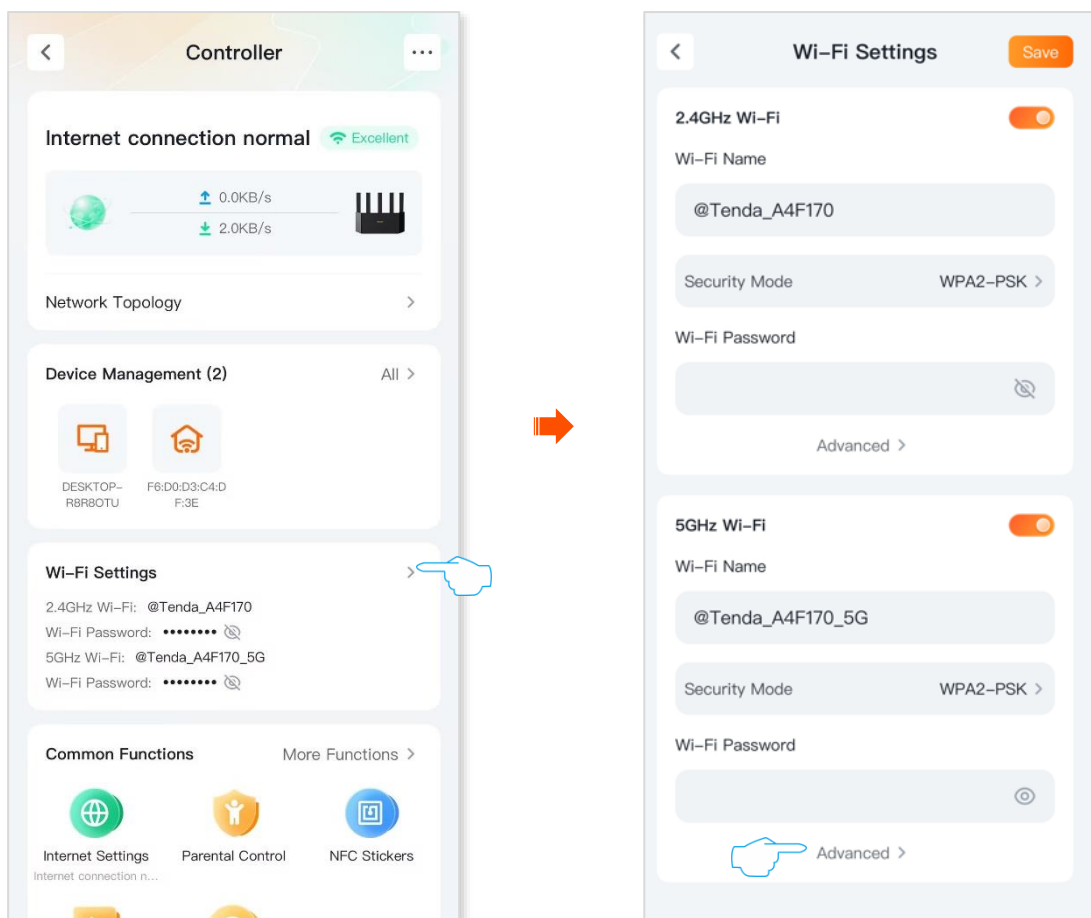 Controller
...
Internet connection normal
Excellent
0.0KB/s
2.0KB/s
Network Topology
Device Management (2)
All
DESKTOP-
R8R8OTU
F6:D0:D3:C4:D
F:3E
Wi-Fi Settings
2.4GHz Wi-Fi: @Tenda_A4F170
Wi-Fi Password: ••••••••
5GHz Wi-Fi: @Tenda_A4F170_5G
Wi-Fi Password: ••••••••
Common Functions
More Functions
Internet Settings
Internet connection n...
Parental Control
NFC Stickers
Wi-Fi Settings
Save
2.4GHz Wi-Fi
Wi-Fi Name
@Tenda_A4F170
Security Mode
WPA2-PSK
Wi-Fi Password
Advanced
5GHz Wi-Fi
Wi-Fi Name
@Tenda_A4F170_5G
Security Mode
WPA2-PSK
Wi-Fi Password
Advanced